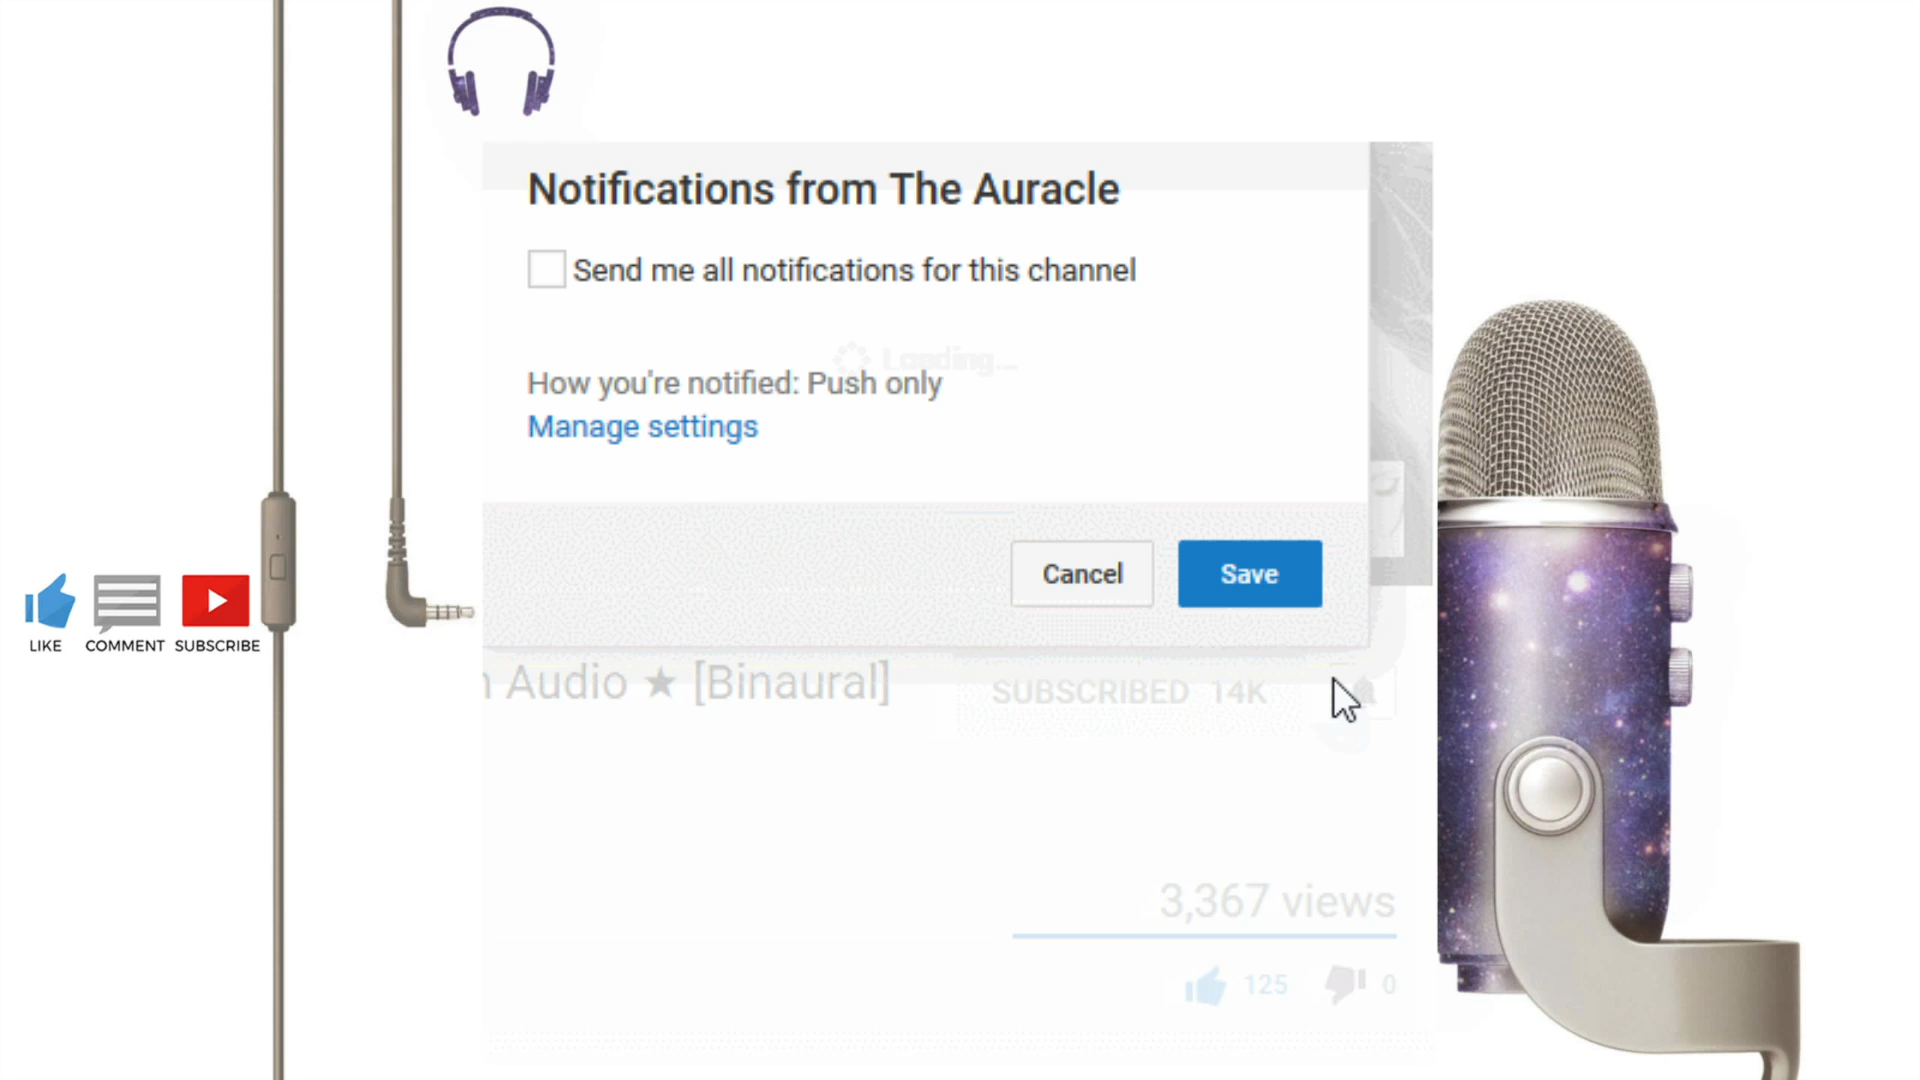 Notifications from The Auracle
Send me all notifications for this channel
Loading...
How you're notified: Push only
Manage settings
Cancel
Save
LIKE
COMMENT
SUBSCRIBE
Audio ★ [Binaural]
SUBSCRIBED 14K
3,367 views
125
0